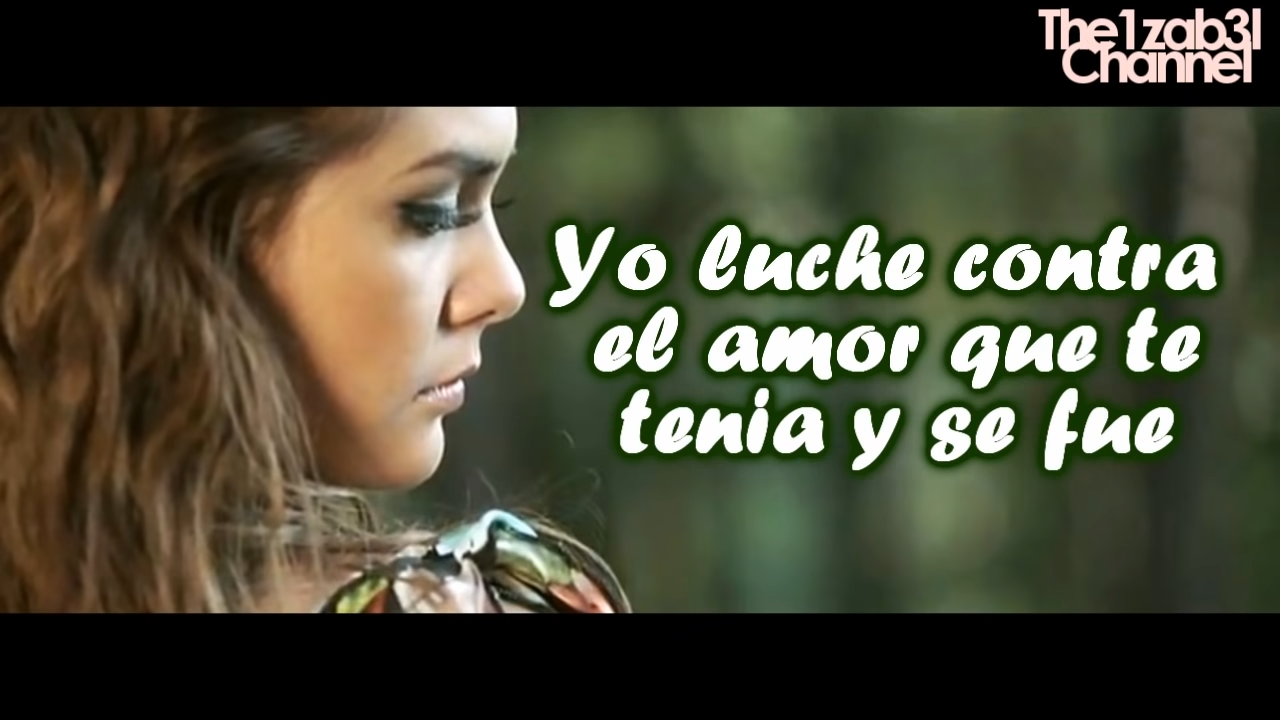 The1zab3l
Channel
Yo luche contra
el amor que te
tenia y se fue